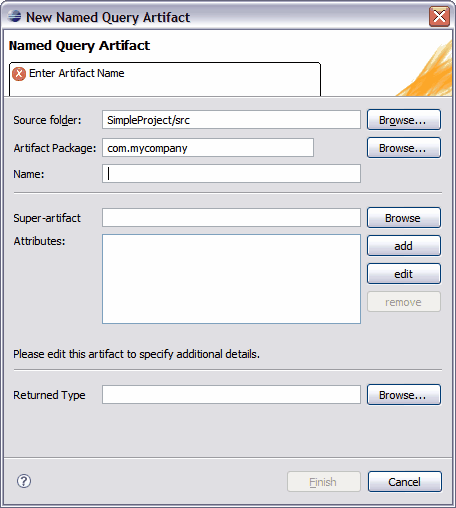 New Named Query Artifact
Named Query Artifact
Enter Artifact Name
Source folder: SimpleProject/src Browse...
Artifact Package: com.mycompany Browse...
Name:
Super-artifact Browse
Attributes: add
edit
remove
Please edit this artifact to specify additional details.
Returned Type Browse...
? Finish Cancel